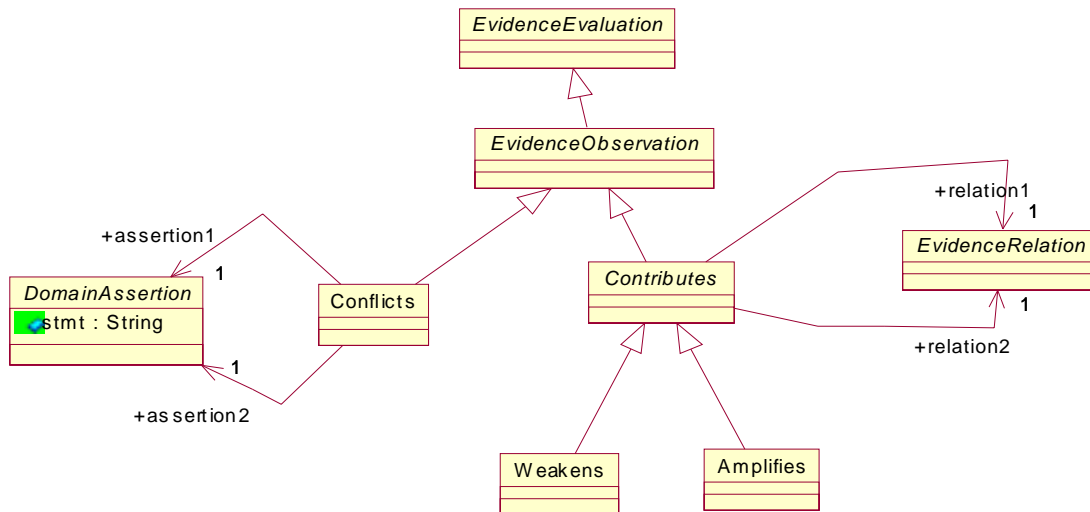 EvidenceEvaluation
EvidenceObservation
+relation1
1
+assertion1
1
EvidenceRelation
DomainAssertion
Conflicts
Contributes
stmt : String
1
+relation2
1
+assertion2
Weakens
Amplifies